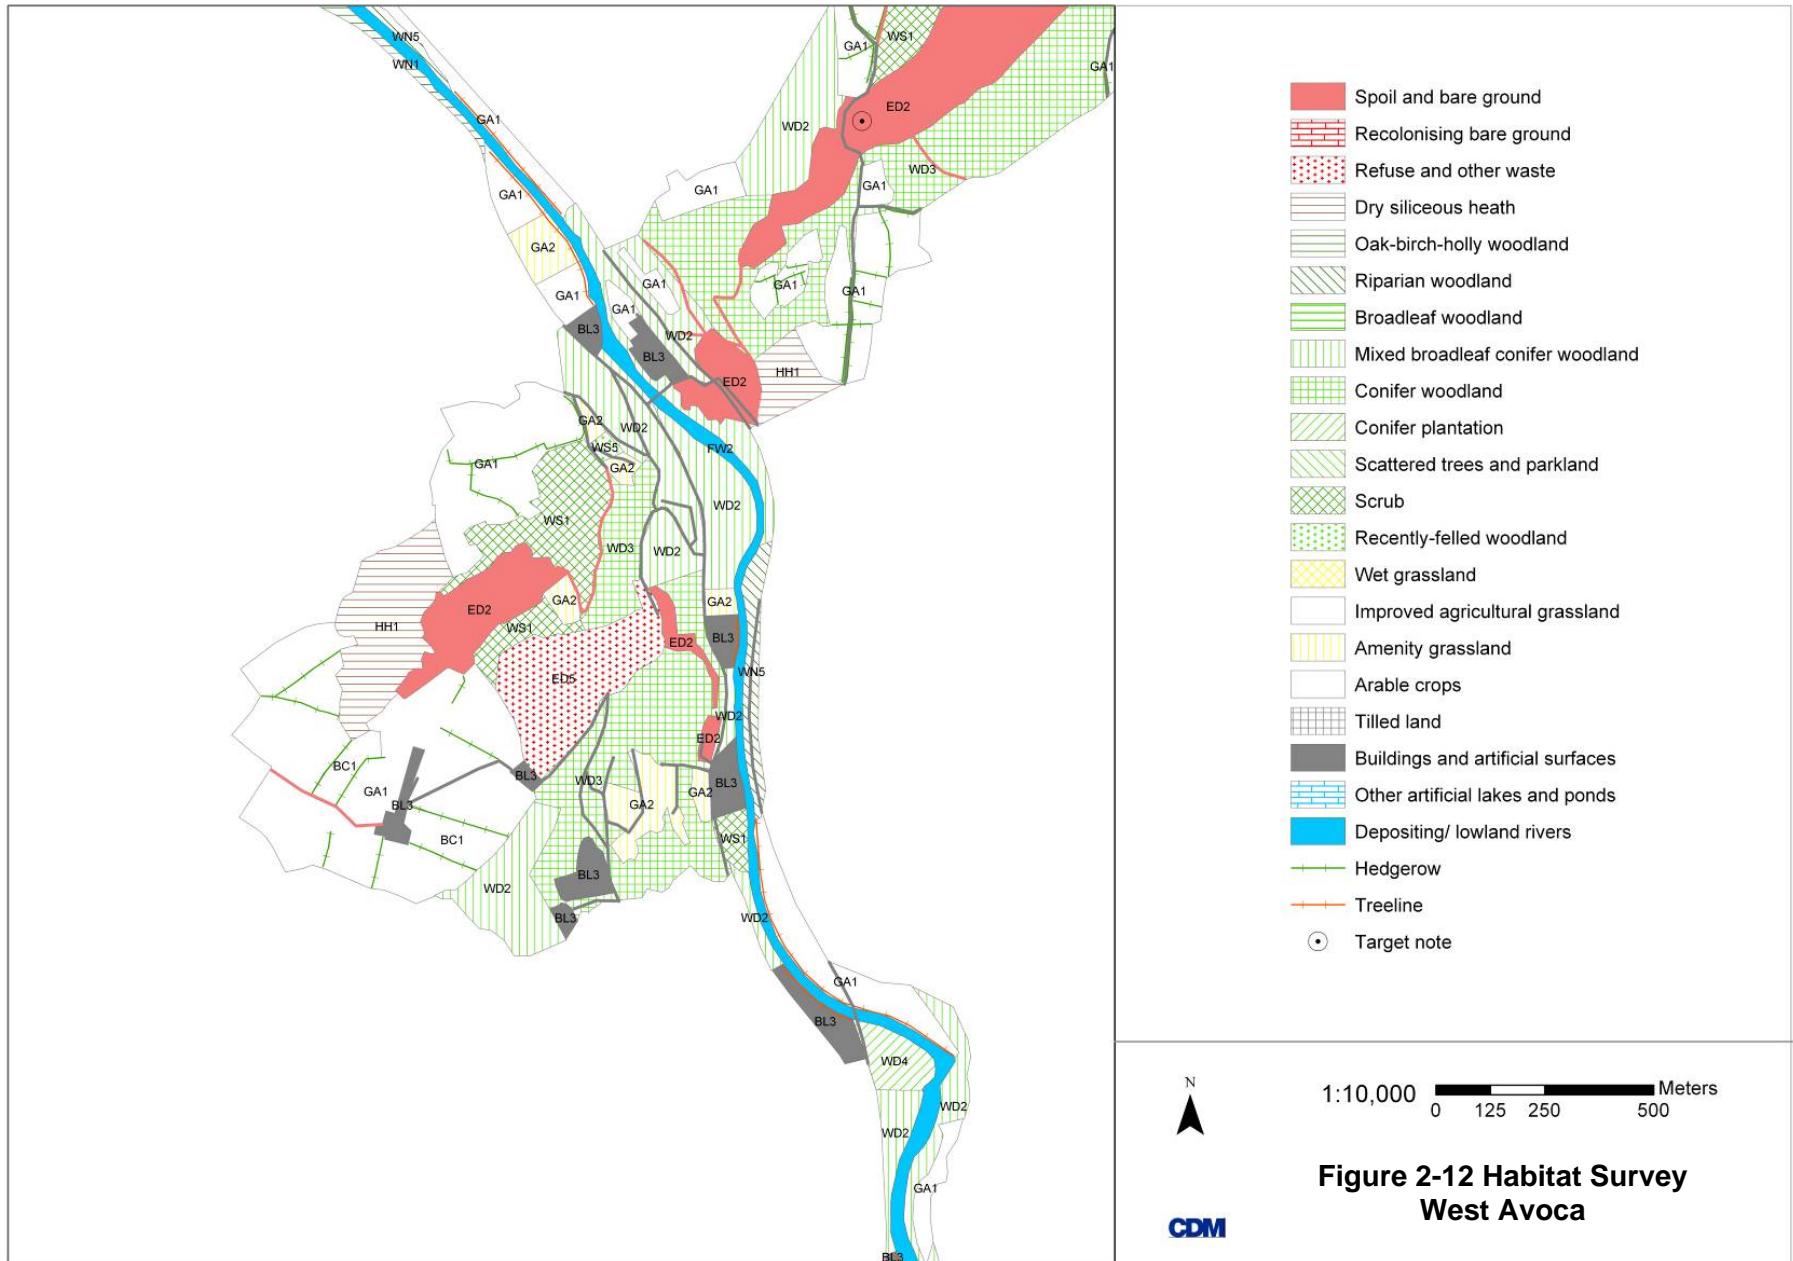 WN5
WN1
GA1
WS1
GA1
GA1
ED2
WD2
WD3
GA1
GA1
GA1
GA2
GA1
GA1
GA1
GA1
GA1
BL3
WD2
BL3
HH1
ED2
GA2
WD2
WS5
GA2
FW2
GA1
WD2
WS1
WD3
WD2
ED2
GA2
GA2
HH1
WS1
ED2
BL3
ED5
WN5
WD2
ED2
BC1
BL3
WD3
BL3
GA1
GA2
BL3
GA2
BC1
WS1
WD2
BL3
BL3
WD2
GA1
BL3
WD4
WD2
WD2
GA1
BL3
Spoil and bare ground
Recolonising bare ground
Refuse and other waste
Dry siliceous heath
Oak-birch-holly woodland
Riparian woodland
Broadleaf woodland
Mixed broadleaf conifer woodland
Conifer woodland
Conifer plantation
Scattered trees and parkland
Scrub
Recently-felled woodland
Wet grassland
Improved agricultural grassland
Amenity grassland
Arable crops
Tilled land
Buildings and artificial surfaces
Other artificial lakes and ponds
Depositing/ lowland rivers
Hedgerow
Treeline
Target note
N
1:10,000
Meters
0 125 250 500
Figure 2-12 Habitat Survey
West Avoca
CDM